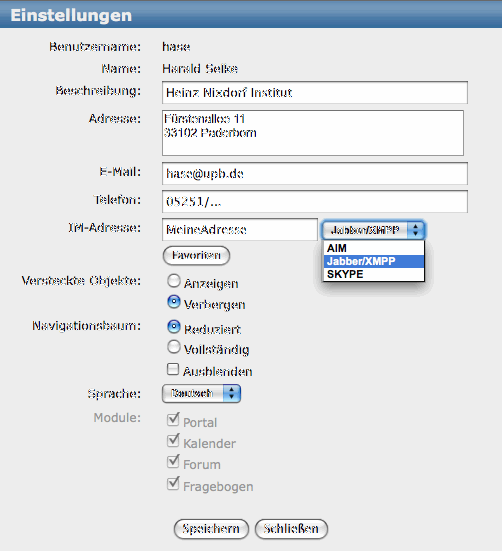 Einstellungen
Benutzername: hase
Name: Harald Selke
Beschreibung: Heinz Nixdorf Institut
Adresse: Fürstenallee 11
33102 Paderborn
E-Mail: hase@upb.de
Telefon: 05251/...
IM-Adresse: MeineAdresse Jabber/XMPP
AIM
Jabber/XMPP
SKYPE
Favoriten
Versteckte Objekte: Anzeigen
Verbergen
Navigationsbaum: Reduziert
Vollständig
Ausblenden
Sprache: Deutsch
Module: Portal
Kalender
Forum
Fragebogen
Speichern Schließen